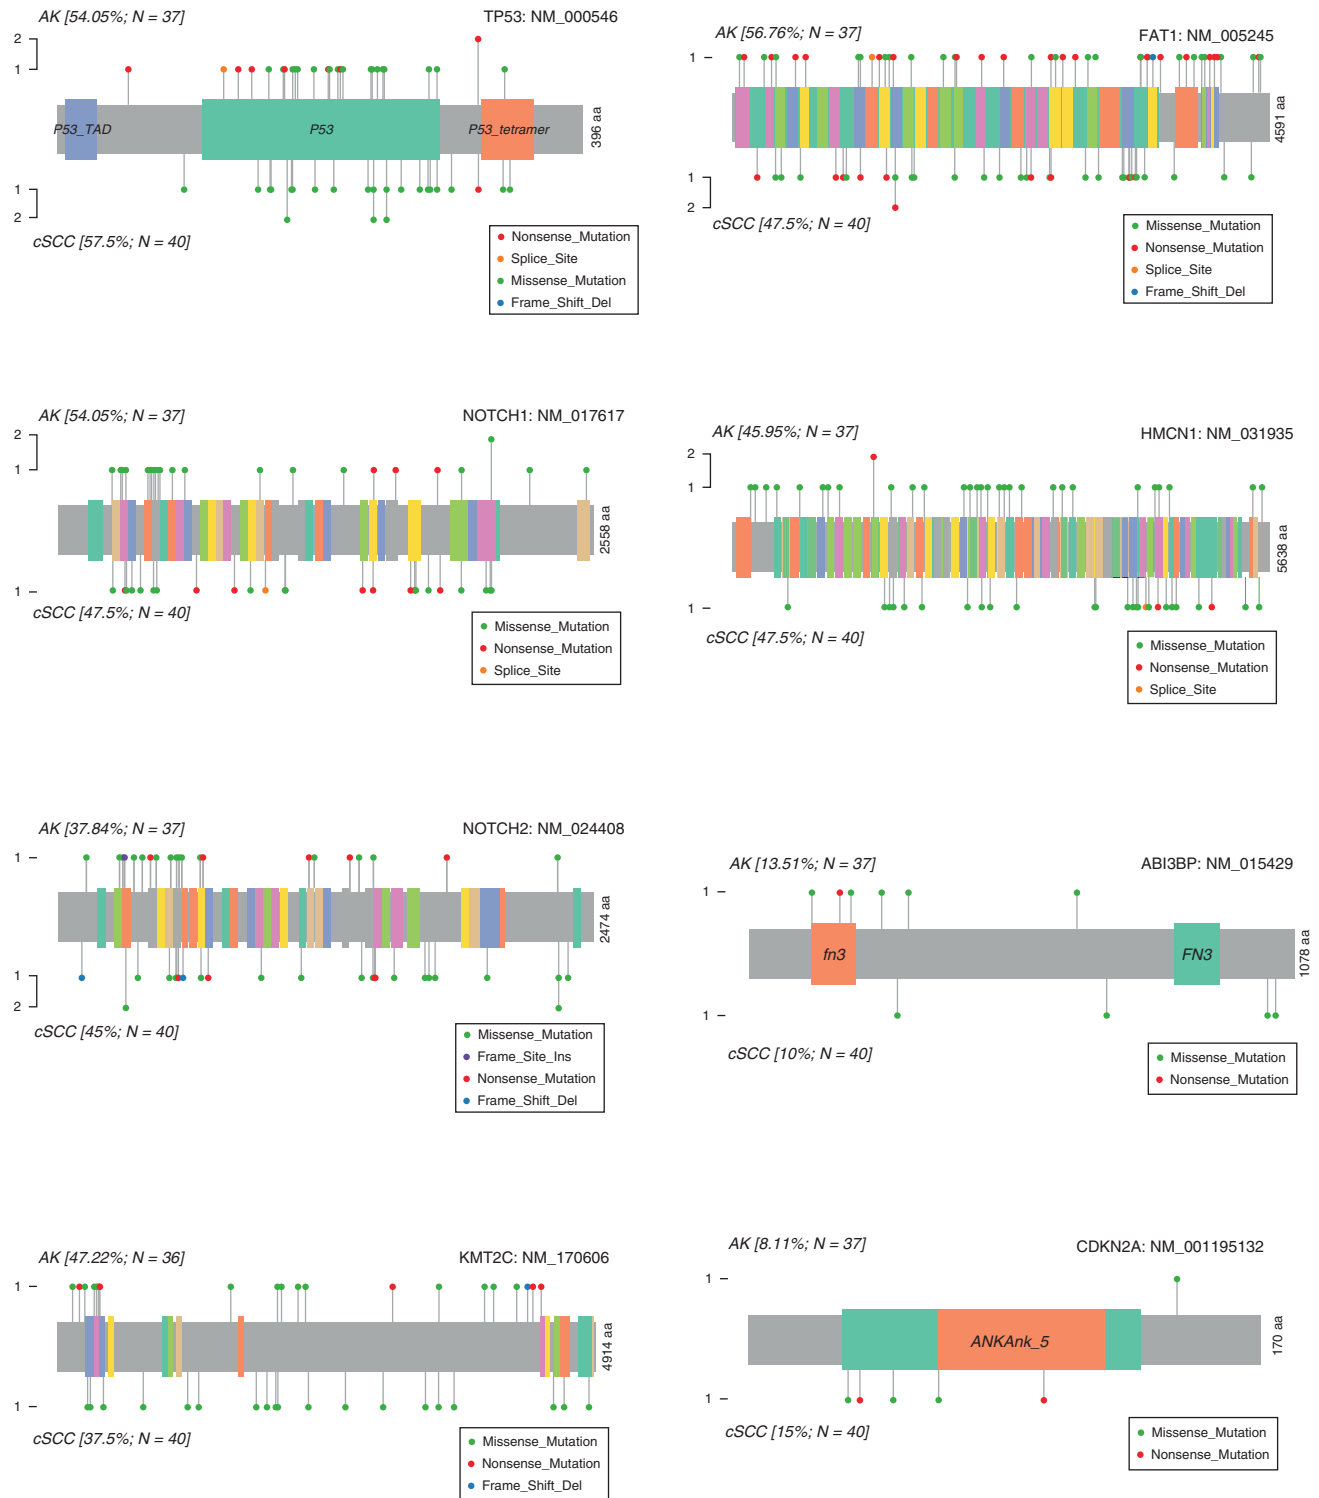 AK [54.05%; N = 37]
TP53: NM_000546
2
1
P53_TAD
P53
P53_tetramer
396 aa
1
2
cSCC [57.5%; N = 40]
Nonsense_Mutation
Splice_Site
Missense_Mutation
Frame_Shift_Del
AK [56.76%; N = 37]
FAT1: NM_005245
1
4591 aa
1
2
cSCC [47.5%; N = 40]
Missense_Mutation
Nonsense_Mutation
Splice_Site
Frame_Shift_Del
AK [54.05%; N = 37]
NOTCH1: NM_017617
2
1
2558 aa
1
cSCC [47.5%; N = 40]
Missense_Mutation
Nonsense_Mutation
Splice_Site
AK [45.95%; N = 37]
HMCN1: NM_031935
2
1
5638 aa
1
cSCC [47.5%; N = 40]
Missense_Mutation
Nonsense_Mutation
Splice_Site
AK [37.84%; N = 37]
NOTCH2: NM_024408
1
2474 aa
1
2
cSCC [45%; N = 40]
Missense_Mutation
Frame_Site_Ins
Nonsense_Mutation
Frame_Shift_Del
AK [13.51%; N = 37]
ABI3BP: NM_015429
1
fn3
FN3
1078 aa
1
cSCC [10%; N = 40]
Missense_Mutation
Nonsense_Mutation
AK [47.22%; N = 36]
KMT2C: NM_170606
1
4914 aa
1
cSCC [37.5%; N = 40]
Missense_Mutation
Nonsense_Mutation
Frame_Shift_Del
AK [8.11%; N = 37]
CDKN2A: NM_001195132
1
ANKAnk_5
170 aa
1
cSCC [15%; N = 40]
Missense_Mutation
Nonsense_Mutation